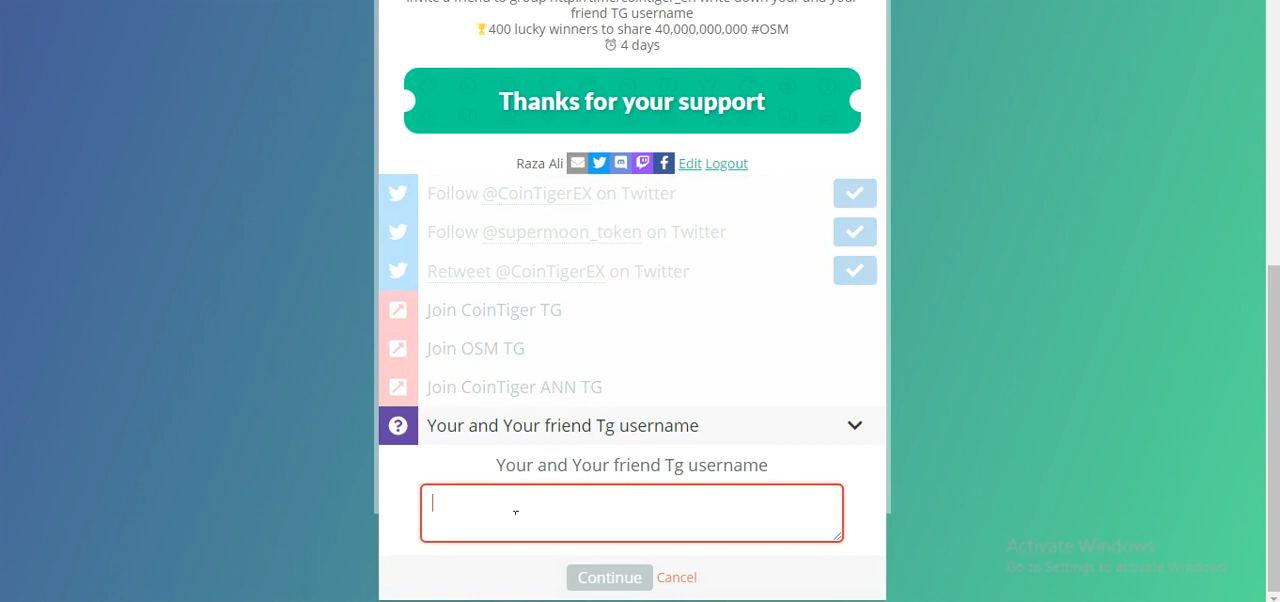 friend TG username
🏆400 lucky winners to share 40,000,000,000 #OSM
⏰ 4 days
Thanks for your support
Raza Ali Edit Logout
Follow @CoinTigerEX on Twitter
Follow @supermoon_token on Twitter
Retweet @CoinTigerEX on Twitter
Join CoinTiger TG
Join OSM TG
Join CoinTiger ANN TG
Your and Your friend Tg username
Your and Your friend Tg username
Continue Cancel
Activate Windows
Go to Settings to activate Windows.